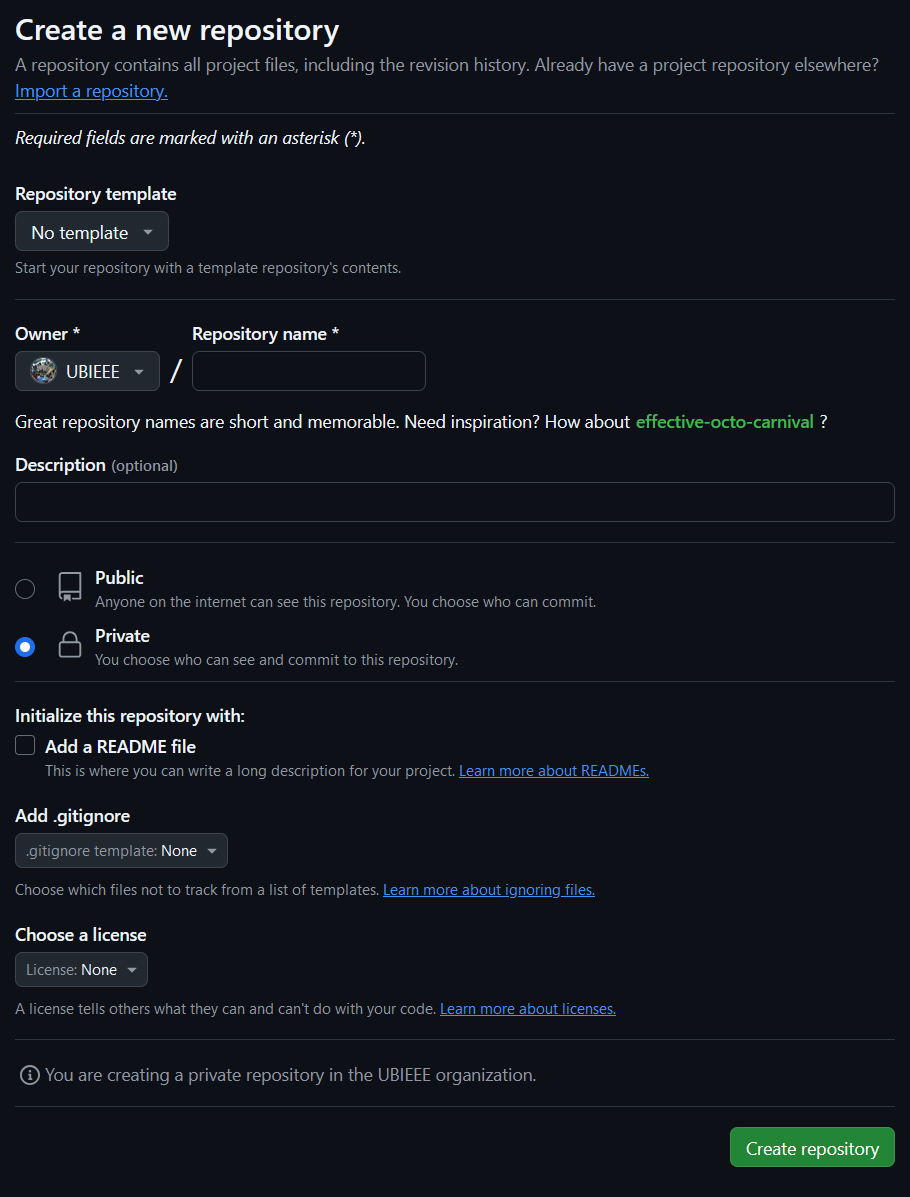 Create a new repository
A repository contains all project files, including the revision history. Already have a project repository elsewhere?
Import a repository.
Required fields are marked with an asterisk (*).
Repository template
No template
Start your repository with a template repository's contents.
Owner *
Repository name *
UBIEEE
/
Great repository names are short and memorable. Need inspiration? How about effective-octo-carnival ?
Description (optional)
Public
Anyone on the internet can see this repository. You choose who can commit.
Private
You choose who can see and commit to this repository.
Initialize this repository with:
Add a README file
This is where you can write a long description for your project. Learn more about READMEs.
Add .gitignore
.gitignore template: None
Choose which files not to track from a list of templates. Learn more about ignoring files.
Choose a license
License: None
A license tells others what they can and can't do with your code. Learn more about licenses.
You are creating a private repository in the UBIEEE organization.
Create repository